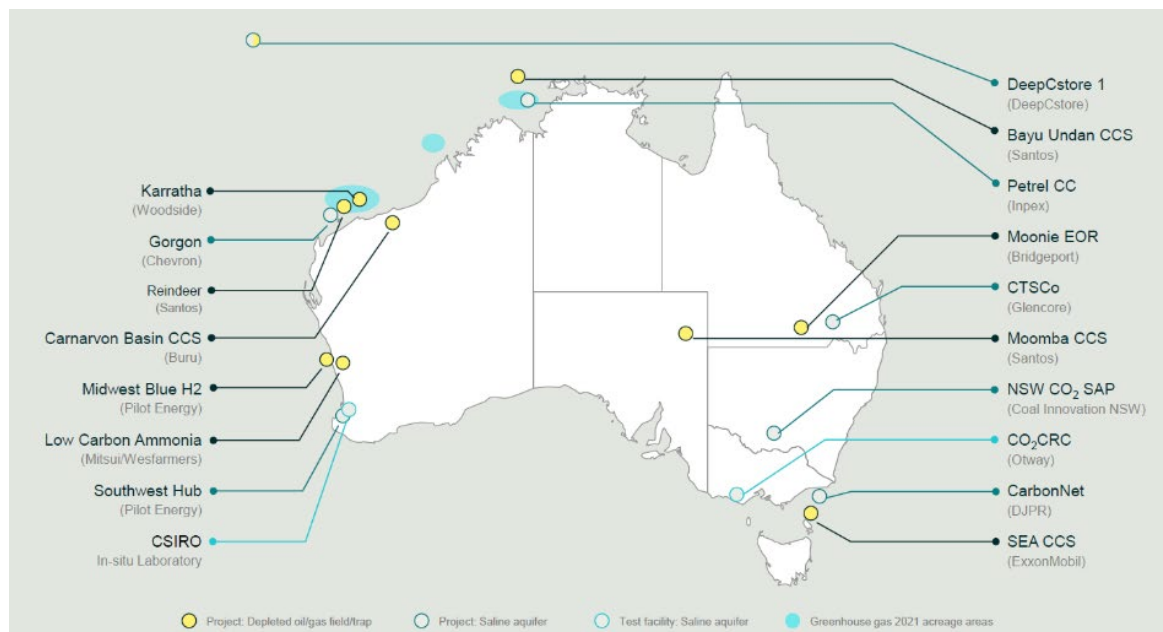 Karratha
(Woodside)
Gorgon
(Chevron)
Reindeer
(Santos)
Carnarvon Basin CCS
(Buru)
Midwest Blue H2
(Pilot Energy)
Low Carbon Ammonia
(Mitsui/Wesfarmers)
Southwest Hub
(Pilot Energy)
CSIRO
In-situ Laboratory
DeepCstore 1
(DeepCstore)
Bayu Undan CCS
(Santos)
Petrel CC
(Inpex)
Moonie EOR
(Bridgeport)
CTSCo
(Glencore)
Moomba CCS
(Santos)
NSW CO₂ SAP
(Coal Innovation NSW)
CO₂CRC
(Otway)
CarbonNet
(DJPR)
SEA CCS
(ExxonMobil)
Project: Depleted oil/gas field/trap
Project: Saline aquifer
Test facility: Saline aquifer
Greenhouse gas 2021 acreage areas